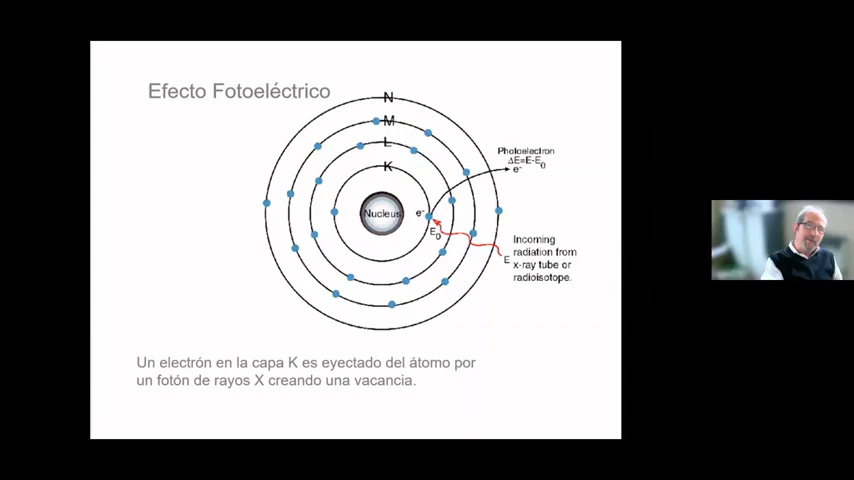 Efecto Fotoeléctrico
N
M
L
K
Nucleus
e-
E0
Photoelectron
ΔE=E-E0
e-
E
Incoming
radiation from
x-ray tube or
radioisotope.
Un electrón en la capa K es eyectado del átomo por
un fotón de rayos X creando una vacancia.